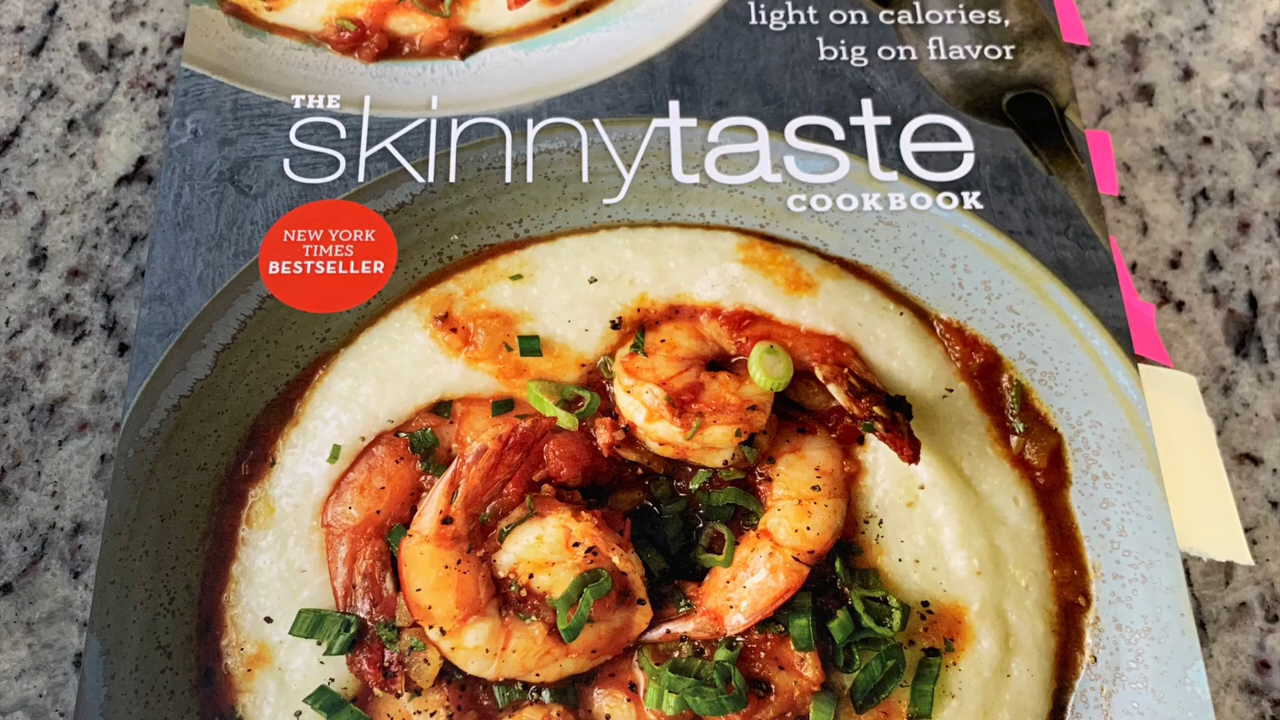 light on calories,
big on flavor
THE
skinnytaste
COOKBOOK
NEW YORK
TIMES
BESTSELLER